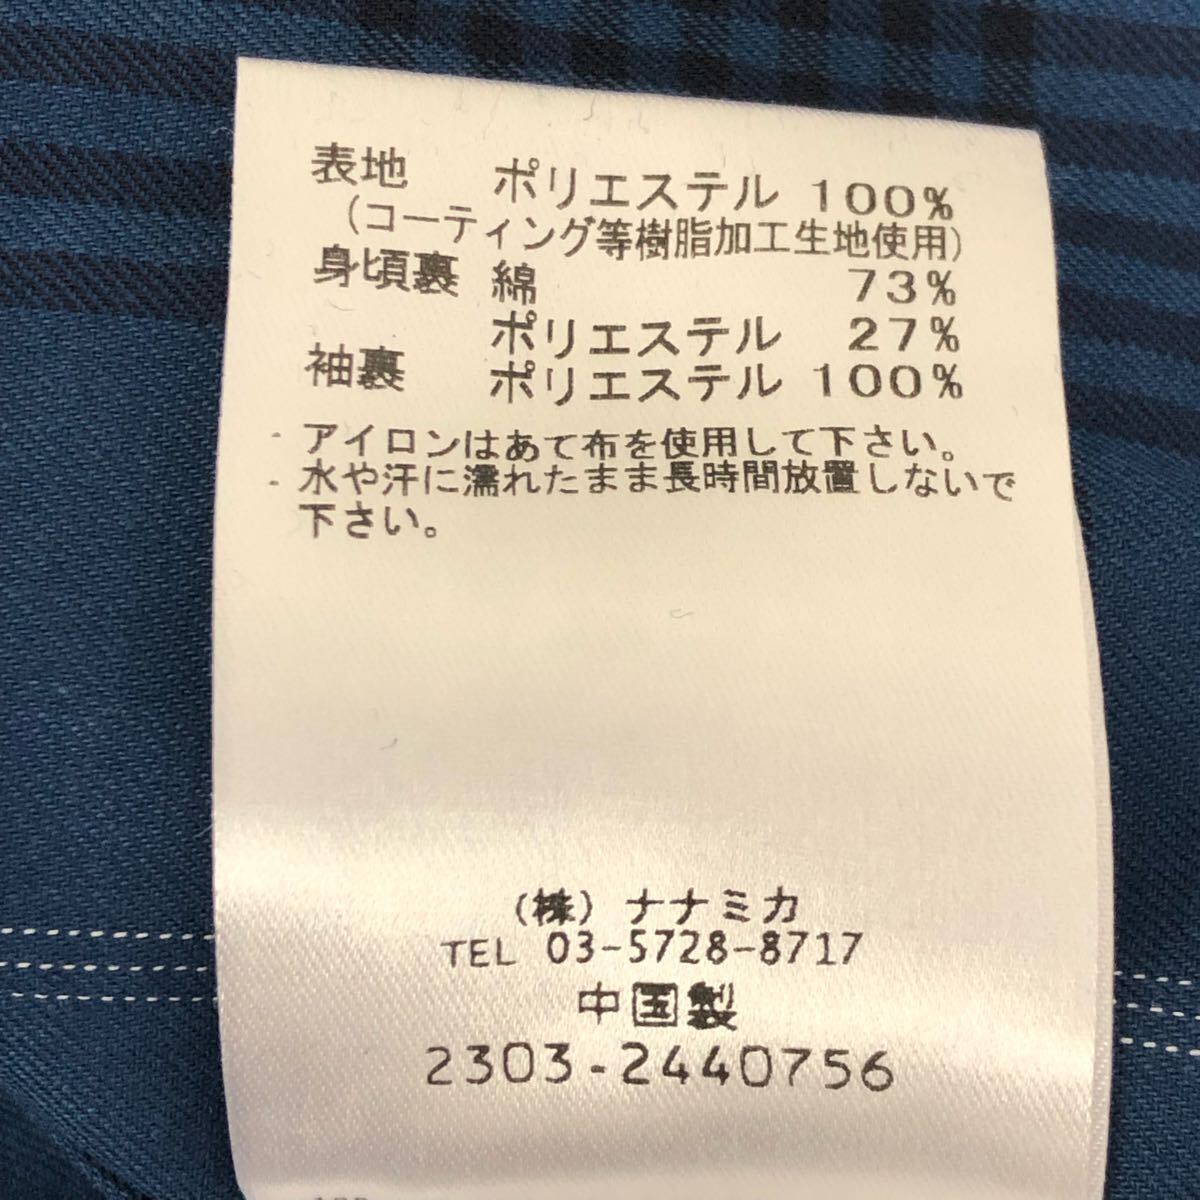 表地 ポリエステル 100%
(コーティング等樹脂加工生地使用)
身頃裏 綿 73%
ポリエステル 27%
袖裏 ポリエステル 100%
・アイロンはあて布を使用して下さい。
・水や汗に濡れたまま長時間放置しないで
下さい。
(株)ナナミカ
TEL 03-5728-8717
中国製
2303-2440756